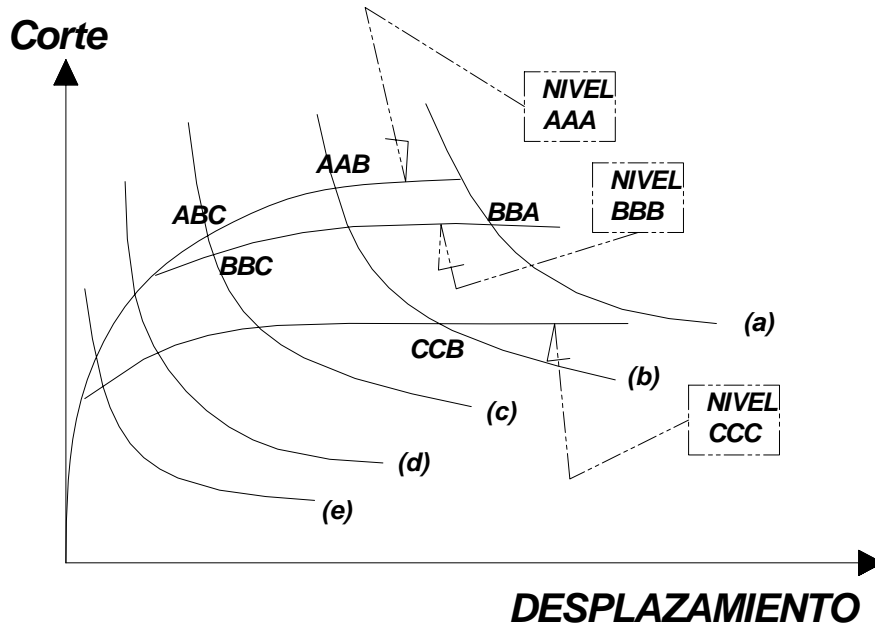 Corte
NIVEL
AAA
AAB
NIVEL
BBB
ABC
BBA
BBC
(a)
CCB
(b)
NIVEL
CCC
(c)
(d)
(e)
DESPLAZAMIENTO